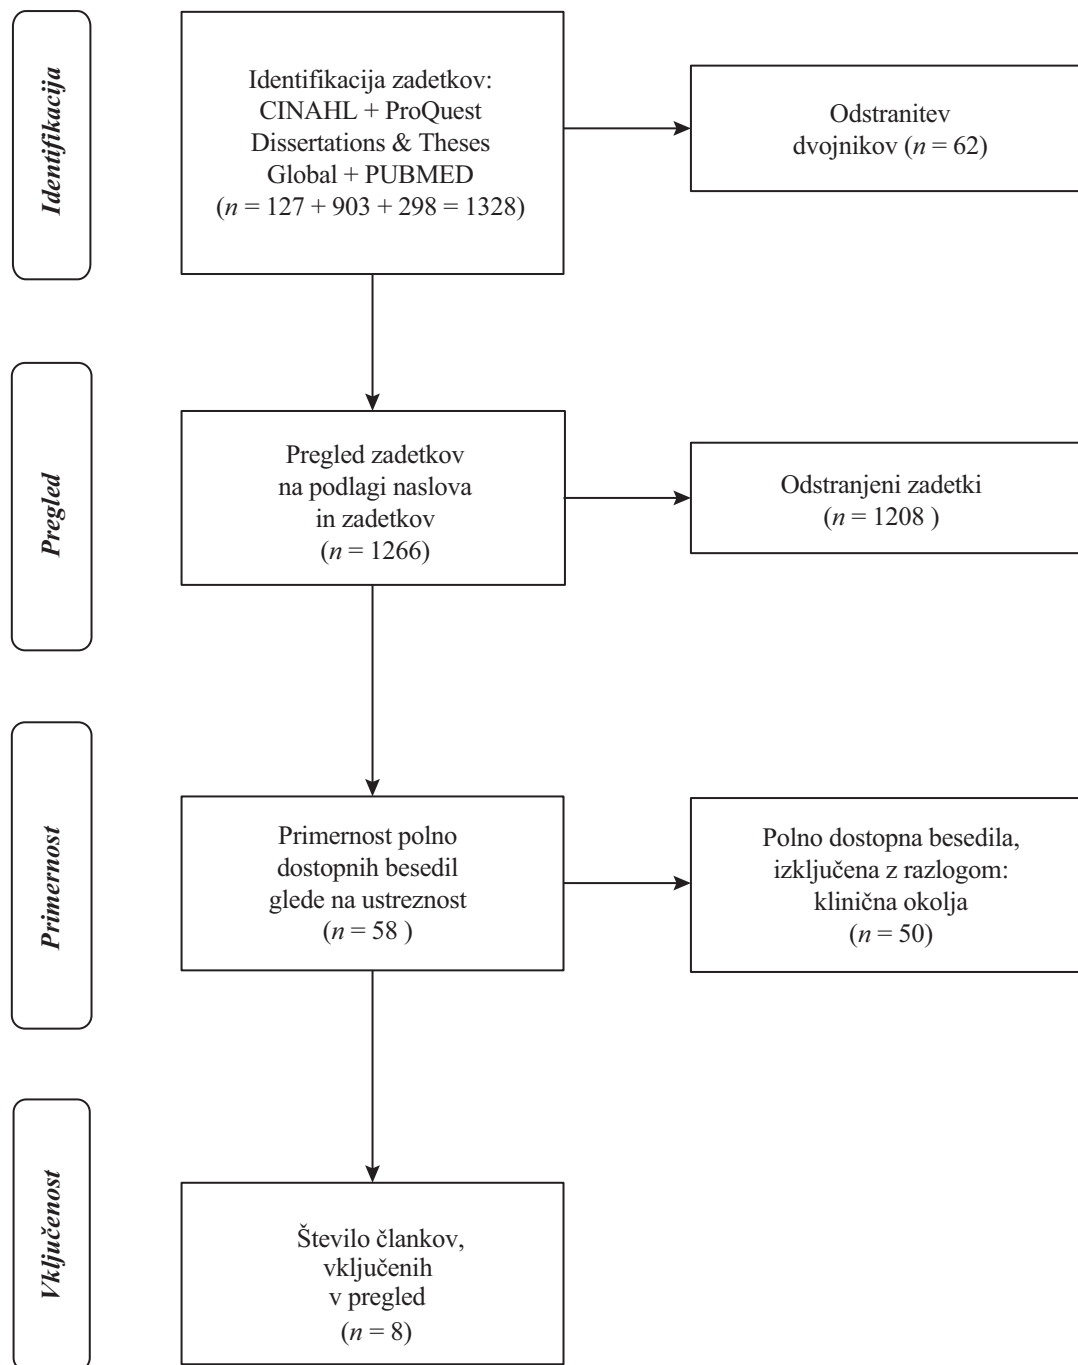 Identifikacija
Identifikacija zadetkov:
CINAHL + ProQuest
Dissertations & Theses
Global + PUBMED
(n = 127 + 903 + 298 = 1328)
Odstranitev
dvojnikov (n = 62)
Pregled
Pregled zadetkov
na podlagi naslova
in zadetkov
(n = 1266)
Odstranjeni zadetki
(n = 1208 )
Primernost
Primernost polno
dostopnih besedil
glede na ustreznost
(n = 58 )
Polno dostopna besedila,
izključena z razlogom:
klinična okolja
(n = 50)
Vključenost
Število člankov,
vključenih
v pregled
(n = 8)